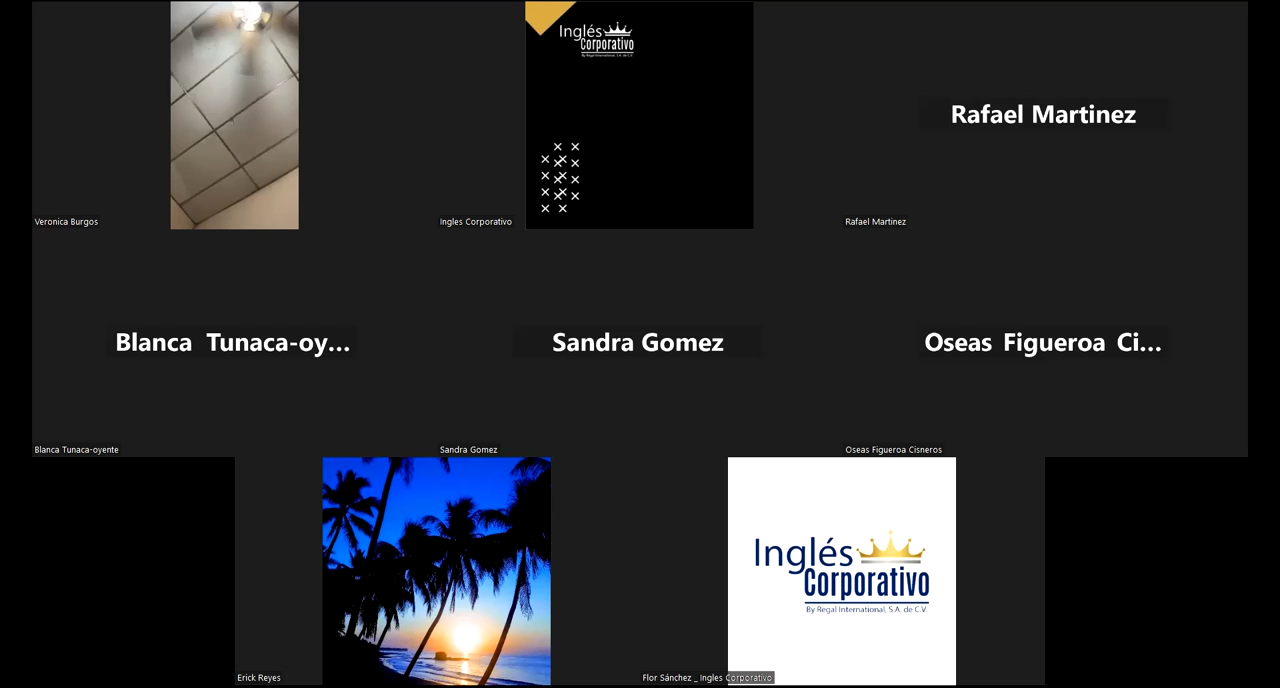 Inglés
Corporativo
By Regal International, S.A. de C.V.
Rafael Martinez
Veronica Burgos
Ingles Corporativo
Rafael Martinez
Blanca Tunaca-oy...
Sandra Gomez
Oseas Figueroa Ci...
Blanca Tunaca-oyente
Sandra Gomez
Oseas Figueroa Cisneros
Inglés
Corporativo
By Regal International, S.A. de C.V.
Erick Reyes
Flor Sánchez _ Ingles Corporativo